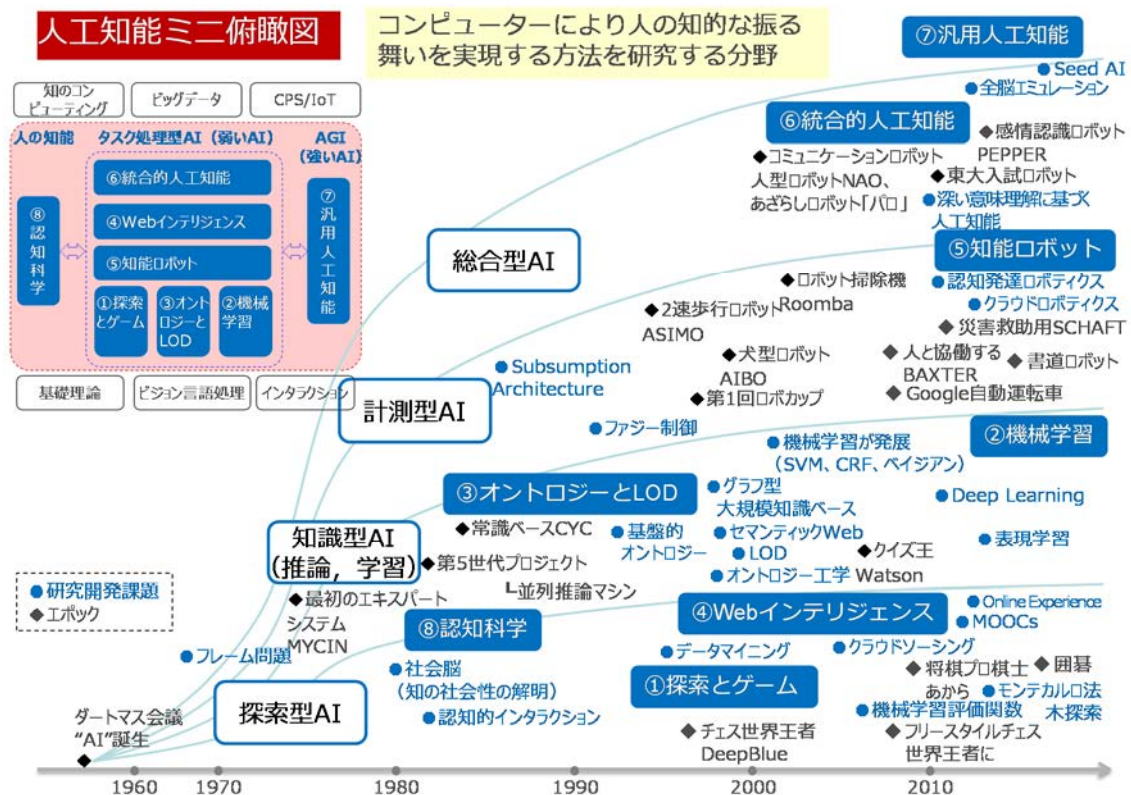 人工知能ミニ俯瞰図
コンピューターにより人の知的な振る
舞いを実現する方法を研究する分野
知のコン
ピューティング
ビッグデータ
CPS/IoT
人の知能
タスク処理型AI（弱いAI）
AGI
（強いAI）
⑥統合的人工知能
④Webインテリジェンス
⑤知能ロボット
①探索
とゲーム
③オント
ロジーと
LOD
②機械
学習
⑧認知科学
⑦汎用人工知能
基礎理論
ビジョン言語処理
インタラクション
⑦汎用人工知能
Seed AI
全脳エミュレーション
⑥統合的人工知能
感情認識ロボット
PEPPER
コミュニケーションロボット
人型ロボットNAO、
あざらしロボット「パロ」
東大入試ロボット
深い意味理解に基づく
人工知能
総合型AI
⑤知能ロボット
認知発達ロボティクス
クラウドロボティクス
ロボット掃除機
Roomba
2速歩行ロボット
ASIMO
災害救助用SCHAFT
犬型ロボット
AIBO
人と協働する
BAXTER
書道ロボット
Google自動運転車
Subsumption
Architecture
第1回ロボカップ
計測型AI
ファジー制御
②機械学習
機械学習が発展
（SVM、CRF、ベイジアン）
③オントロジーとLOD
グラフ型
大規模知識ベース
Deep Learning
知識型AI
（推論，学習）
常識ベースCYC
基盤的
オントロジー
セマンティックWeb
LOD
クイズ王
Watson
表現学習
第5世代プロジェクト
┗並列推論マシン
オントロジー工学
研究開発課題
エポック
最初のエキスパート
システム
MYCIN
⑧認知科学
④Webインテリジェンス
Online Experience
MOOCs
フレーム問題
社会脳
（知の社会性の解明）
認知的インタラクション
データマイニング
クラウドソーシング
①探索とゲーム
将棋プロ棋士
あから
囲碁
モンテカルロ法
木探索
機械学習評価関数
探索型AI
ダートマス会議
“AI”誕生
チェス世界王者
DeepBlue
フリースタイルチェス
世界王者に
1960
1970
1980
1990
2000
2010